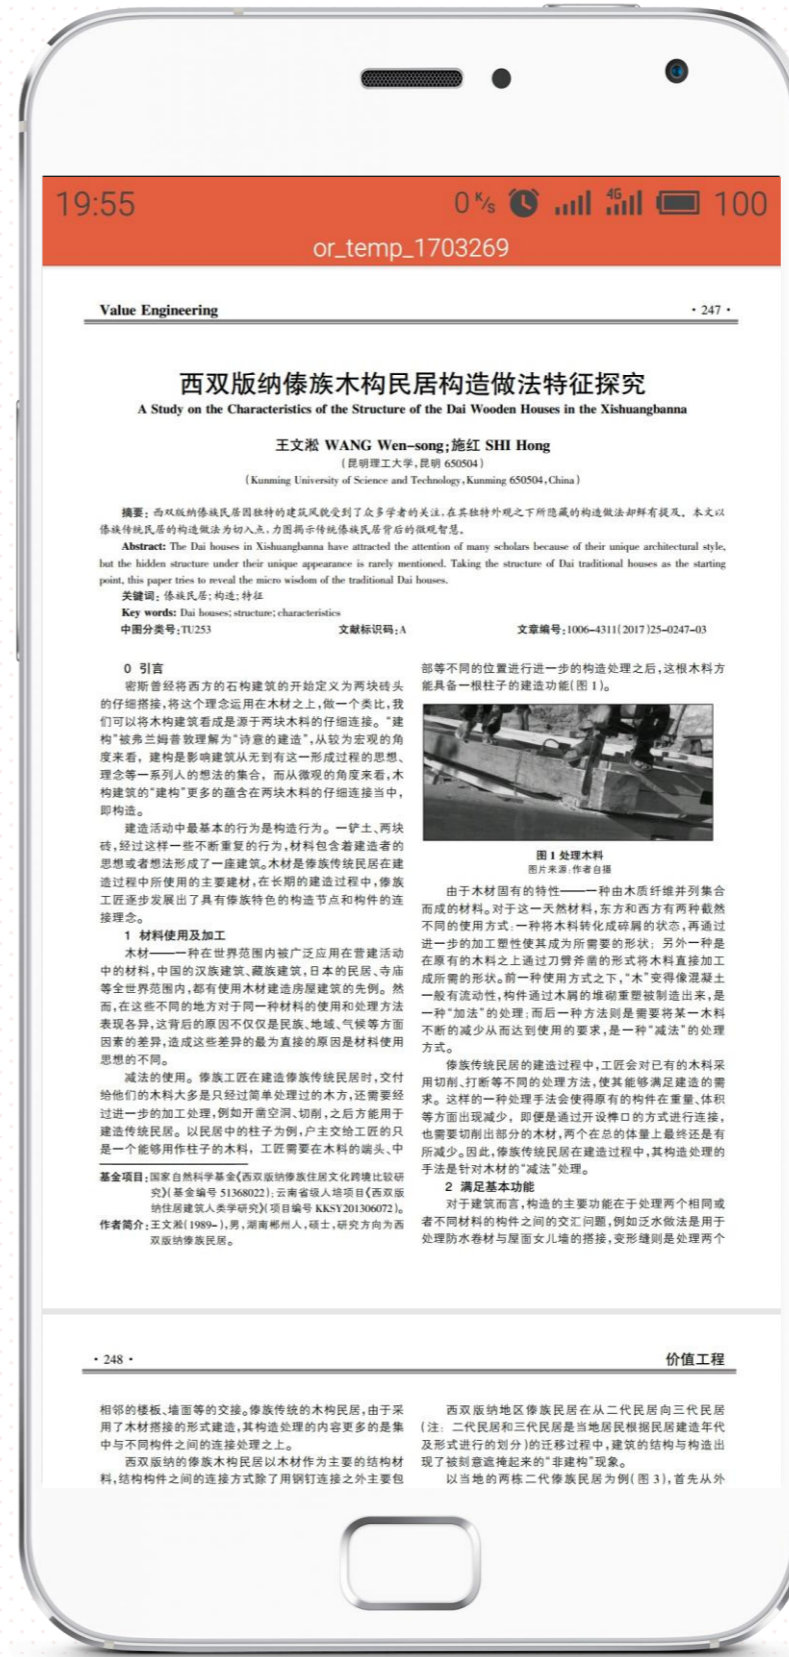 19:55
0 K/s 4G 100
or_temp_1703269
Value Engineering
·247·
西双版纳傣族木构民居构造做法特征探究
A Study on the Characteristics of the Structure of the Dai Wooden Houses in the Xishuangbanna
王文淞 WANG Wen-song;施红 SHI Hong
(昆明理工大学,昆明 650504)
(Kunming University of Science and Technology,Kunming 650504,China)
摘要:西双版纳傣族民居因独特的建筑风貌受到了众多学者的关注,在其独特外观之下所隐藏的构造做法却鲜有提及。本文以
傣族传统民居的构造做法为切入点,力图揭示传统傣族民居背后的微观智慧。
Abstract: The Dai houses in Xishuangbanna have attracted the attention of many scholars because of their unique architectural style,
but the hidden structure under their unique appearance is rarely mentioned. Taking the structure of Dai traditional houses as the starting
point, this paper tries to reveal the micro wisdom of the traditional Dai houses.
关键词:傣族民居;构造;特征
Key words: Dai houses;structure;characteristics
中图分类号:TU253 文献标识码:A 文章编号:1006-4311(2017)25-0247-03
0 引言
密斯曾经将西方的石构建筑的开始定义为两块砖头
的仔细搭接,将这个理念运用在木材之上,做一个类比,我
们可以将木构建筑看成是源于两块木料的仔细连接。“建
构”被弗兰姆普敦理解为“诗意的建造”,从较为宏观的角
度来看,建构是影响建筑从无到有这一形成过程的思想、
理念等一系列人的想法的集合,而从微观的角度来看,木
构建筑的“建构”更多的蕴含在两块木料的仔细连接当中,
即构造。
建造活动中最基本的行为是构造行为。一铲土、两块
砖,经过这样一些不断重复的行为,材料包含着建造者的
思想或者想法形成了一座建筑。木材是傣族传统民居在建
造过程中所使用的主要建材,在长期的建造过程中,傣族
工匠逐步发展出了具有傣族特色的构造节点和构件的连
接理念。
1 材料使用及加工
木材——一种在世界范围内被广泛应用在营建活动
中的材料,中国的汉族建筑、藏族建筑,日本的民居、寺庙
等全世界范围内,都有使用木材建造房屋建筑的先例。然
而,在这些不同的地方对于同一种材料的使用和处理方法
表现各异,这背后的原因不仅仅是民族、地域、气候等方面
因素的差异,造成这些差异的最为直接的原因是材料使用
思想的不同。
减法的使用。傣族工匠在建造傣族传统民居时,交付
给他们的木料大多是只经过简单处理过的木方,还需要经
过进一步的加工处理,例如开凿空洞、切削,之后方能用于
建造传统民居。以民居中的柱子为例,户主交给工匠的只
是一个能够用作柱子的木料,工匠需要在木料的端头、中
基金项目:国家自然科学基金《西双版纳傣族住居文化跨境比较研
究》(基金编号 51368022);云南省级人培项目《西双版
纳住居建筑人类学研究》(项目编号 KKSY201306072)。
作者简介:王文淞(1989-),男,湖南郴州人,硕士,研究方向为西
双版纳傣族民居。
部等不同的位置进行进一步的构造处理之后,这根木料方
能具备一根柱子的建造功能(图 1)。
图 1 处理木料
图片来源:作者自摄
由于木材固有的特性——一种由木质纤维并列集合
而成的材料。对于这一天然材料,东方和西方有两种截然
不同的使用方式:一种将木料转化成碎屑的状态,再通过
进一步的加工塑性使其成为所需要的形状;另外一种是
在原有的木料之上通过刀劈斧凿的形式将木料直接加工
成所需的形状。前一种使用方式之下,“木”变得像混凝土
一般有流动性,构件通过木屑的堆砌重塑被制造出来,是
一种“加法”的处理;而后一种方法则是需要将某一木料
不断的减少从而达到使用的要求,是一种“减法”的处理
方式。
傣族传统民居的建造过程中,工匠会对已有的木料采
用切削、打断等不同的处理方法,使其能够满足建造的需
求。这样的一种处理手法会使得原有的构件在重量、体积
等方面出现减少,即便是通过开设榫口的方式进行连接,
也需要切削出部分的木材,两个在总的体量上最终还是有
所减少。因此,傣族传统民居在建造过程中,其构造处理的
手法是针对木材的“减法”处理。
2 满足基本功能
对于建筑而言,构造的主要功能在于处理两个相同或
者不同材料的构件之间的交汇问题,例如泛水做法是用于
处理防水卷材与屋面女儿墙的搭接,变形缝则是处理两个
·248·
价值工程
相邻的楼板、墙面等的交接。傣族传统的木构民居,由于采
用了木材搭接的形式建造,其构造处理的内容更多的是集
中与不同构件之间的连接处理之上。
西双版纳的傣族木构民居以木材作为主要的结构材
料,结构构件之间的连接方式除了用钢钉连接之外主要包
西双版纳地区傣族民居在从二代民居向三代民居
(注:二代民居和三代民居是当地居民根据民居建造年代
及形式进行的划分)的迁移过程中,建筑的结构与构造出
现了被刻意遮掩起来的“非建构”现象。
以当地的两栋二代傣族民居为例(图 3),首先从外